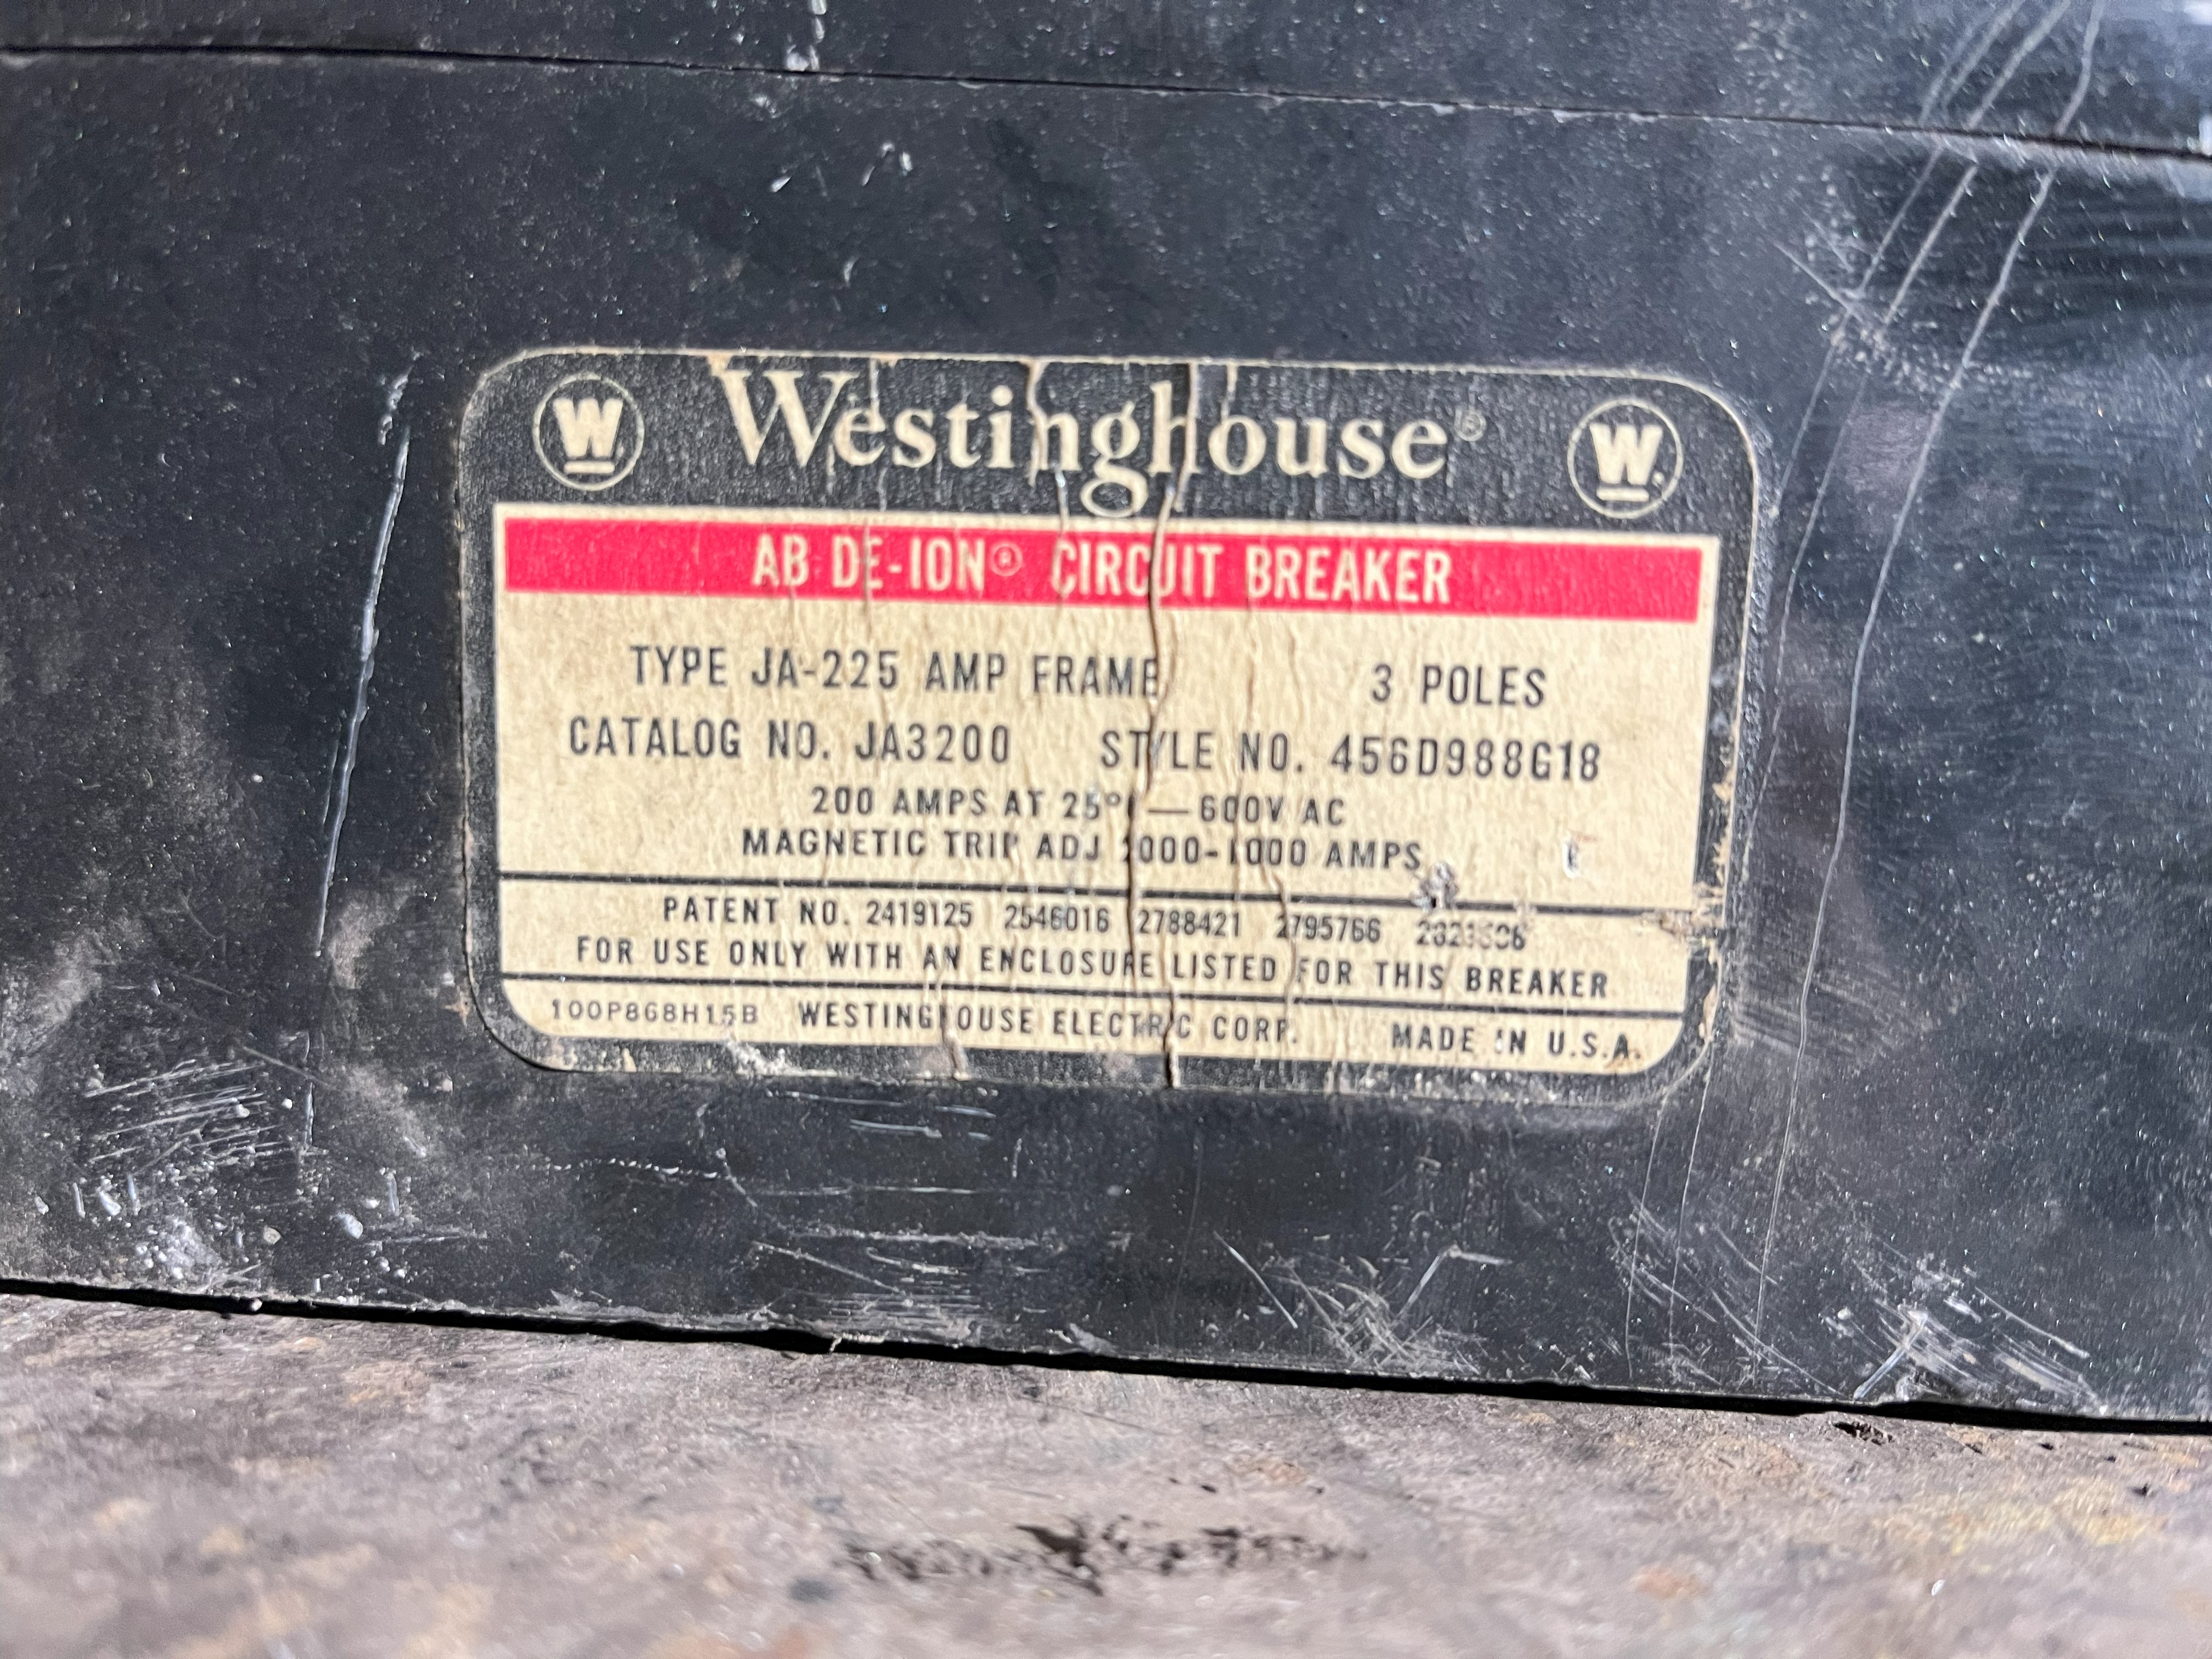 W Westinghouse® W
AB DE-ION® CIRCUIT BREAKER
TYPE JA-225 AMP FRAME 3 POLES
CATALOG NO. JA3200 STYLE NO. 456D988G18
200 AMPS AT 25° — 600V AC
MAGNETIC TRIP ADJ AMPS
PATENT NO. 2419125 2546016 2788421 2795766
FOR USE ONLY WITH AN ENCLOSURE LISTED FOR THIS BREAKER
100P868H15B WESTINGHOUSE ELECTRIC CORP. MADE IN U.S.A.